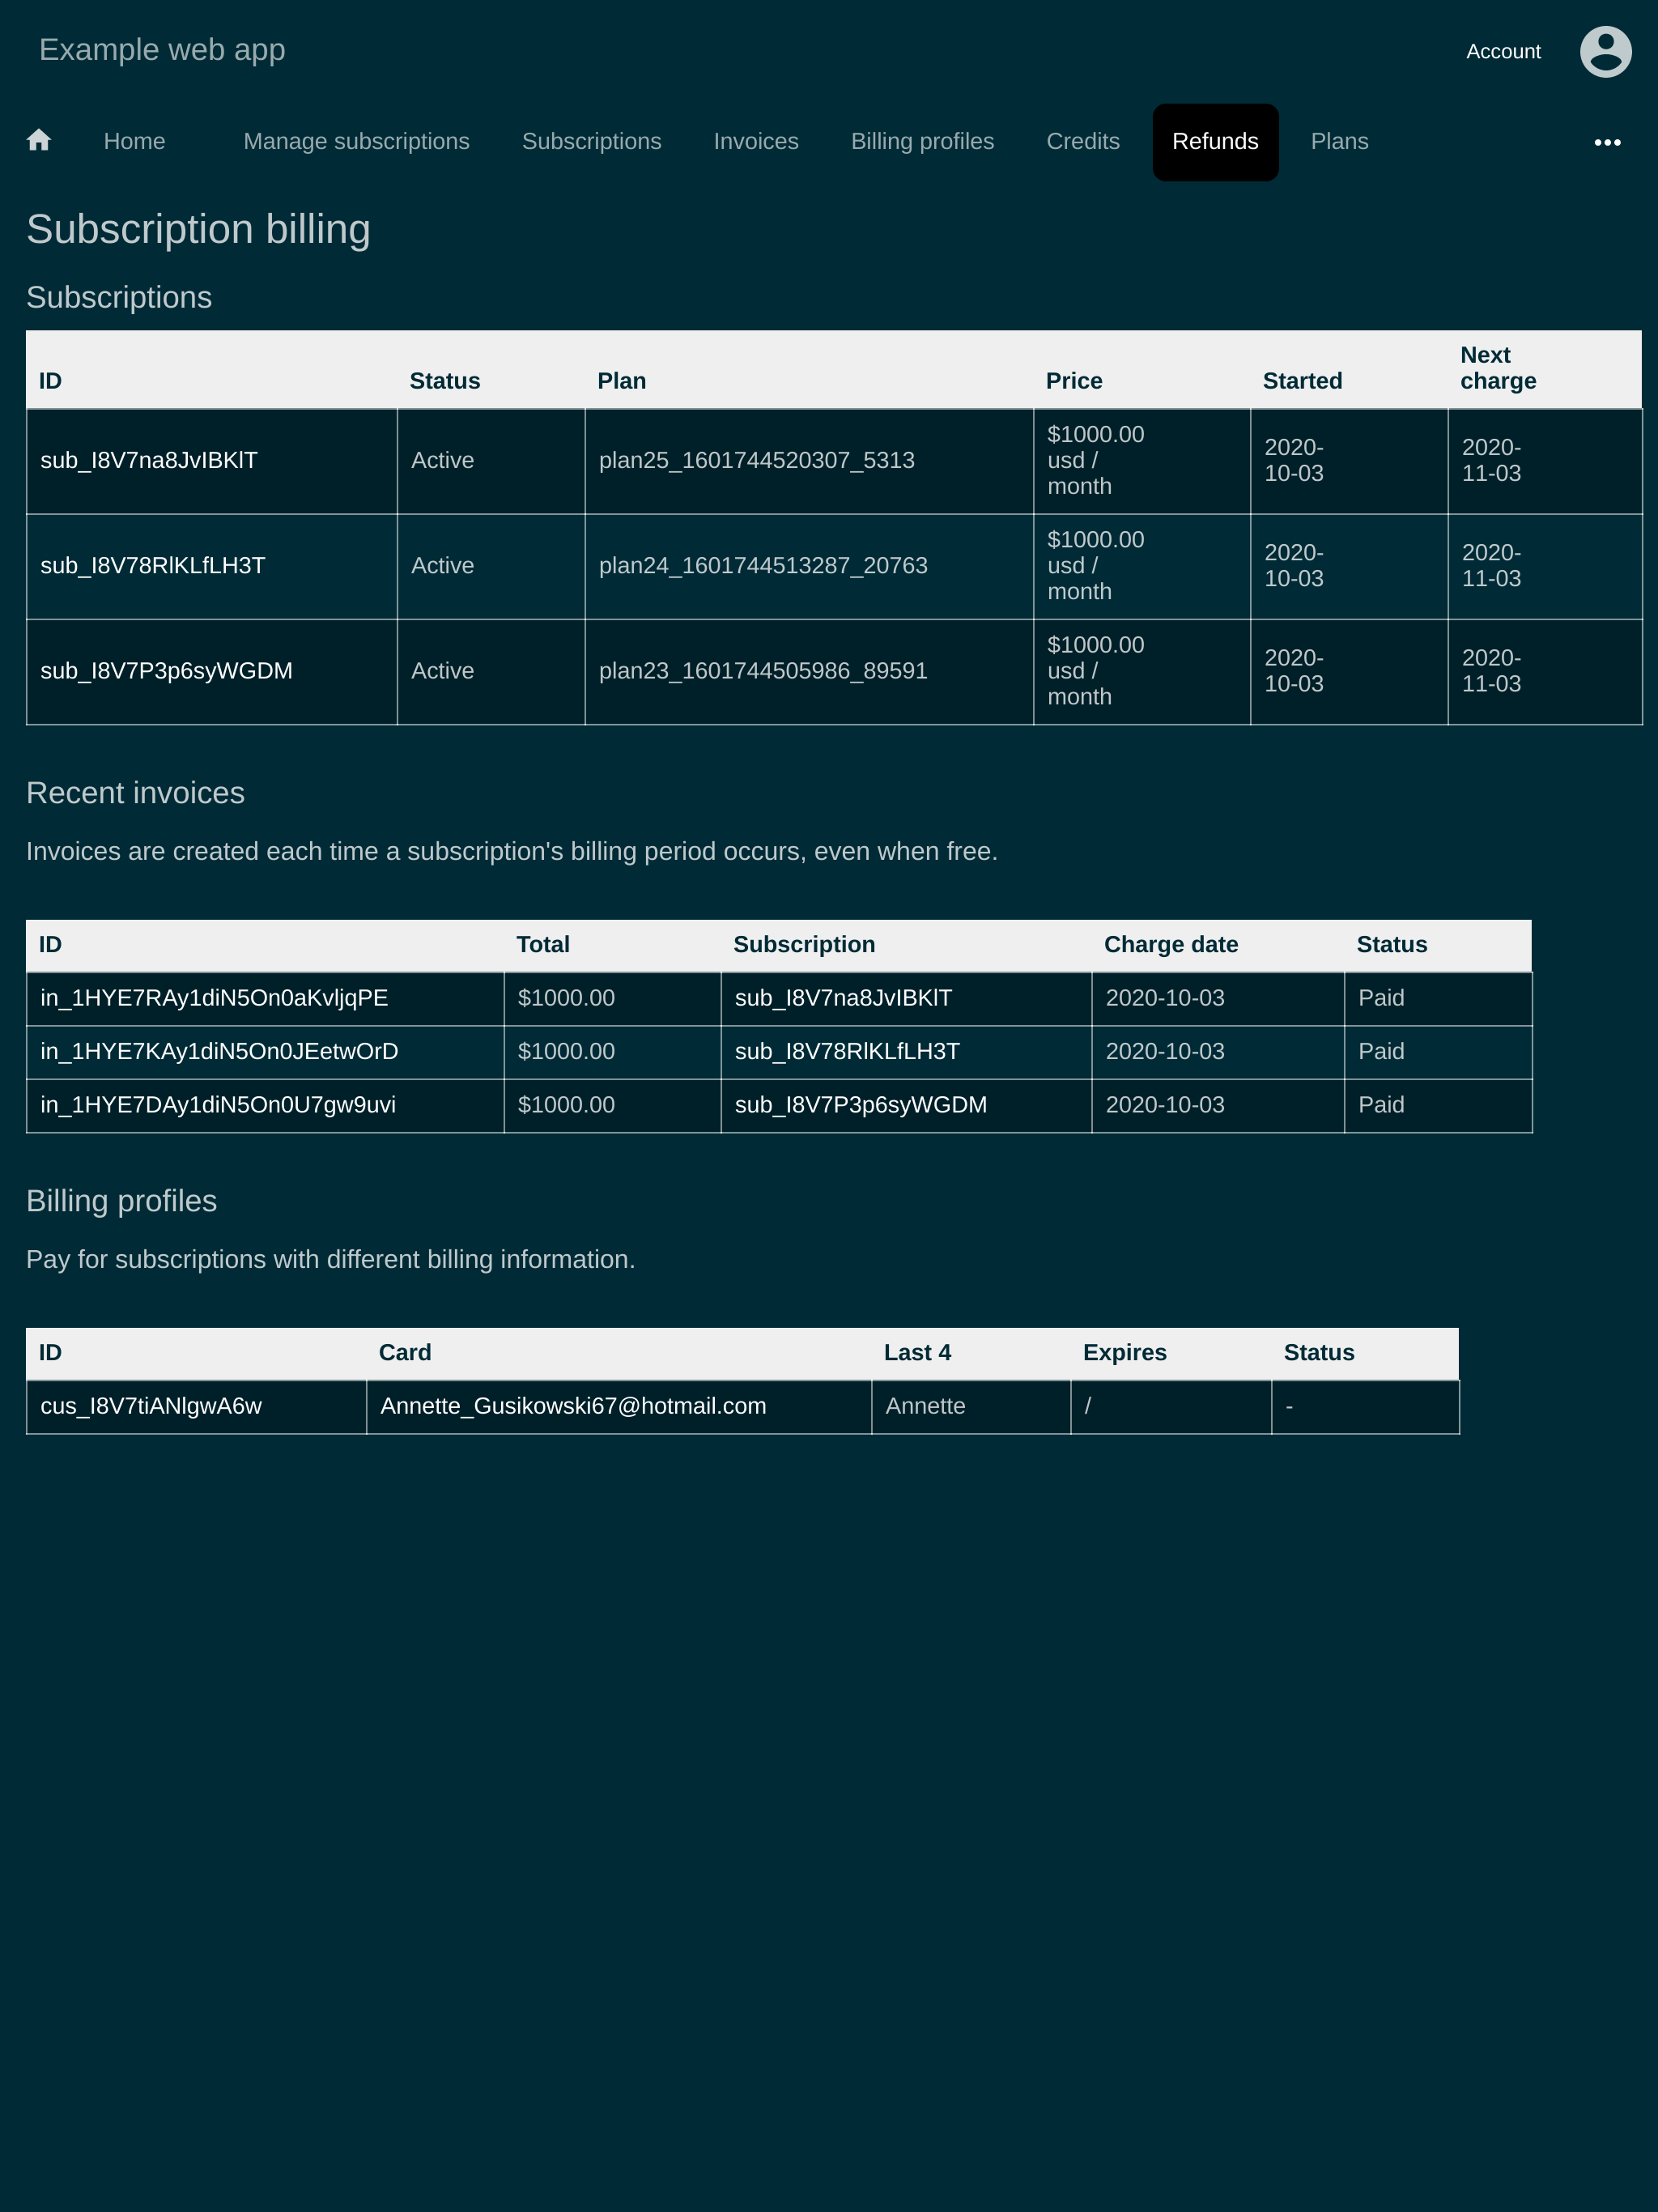 Example web app
Account
Home Manage subscriptions Subscriptions Invoices Billing profiles Credits Refunds Plans
Subscription billing
Subscriptions
ID Status Plan Price Started Next charge
sub_I8V7na8JvIBKlT Active plan25_1601744520307_5313 $1000.00 usd / month 2020-10-03 2020-11-03
sub_I8V78RlKLfLH3T Active plan24_1601744513287_20763 $1000.00 usd / month 2020-10-03 2020-11-03
sub_I8V7P3p6syWGDM Active plan23_1601744505986_89591 $1000.00 usd / month 2020-10-03 2020-11-03
Recent invoices
Invoices are created each time a subscription's billing period occurs, even when free.
ID Total Subscription Charge date Status
in_1HYE7RAy1diN5On0aKvljqPE $1000.00 sub_I8V7na8JvIBKlT 2020-10-03 Paid
in_1HYE7KAy1diN5On0JEetwOrD $1000.00 sub_I8V78RlKLfLH3T 2020-10-03 Paid
in_1HYE7DAy1diN5On0U7gw9uvi $1000.00 sub_I8V7P3p6syWGDM 2020-10-03 Paid
Billing profiles
Pay for subscriptions with different billing information.
ID Card Last 4 Expires Status
cus_I8V7tiANlgwA6w Annette_Gusikowski67@hotmail.com Annette / -